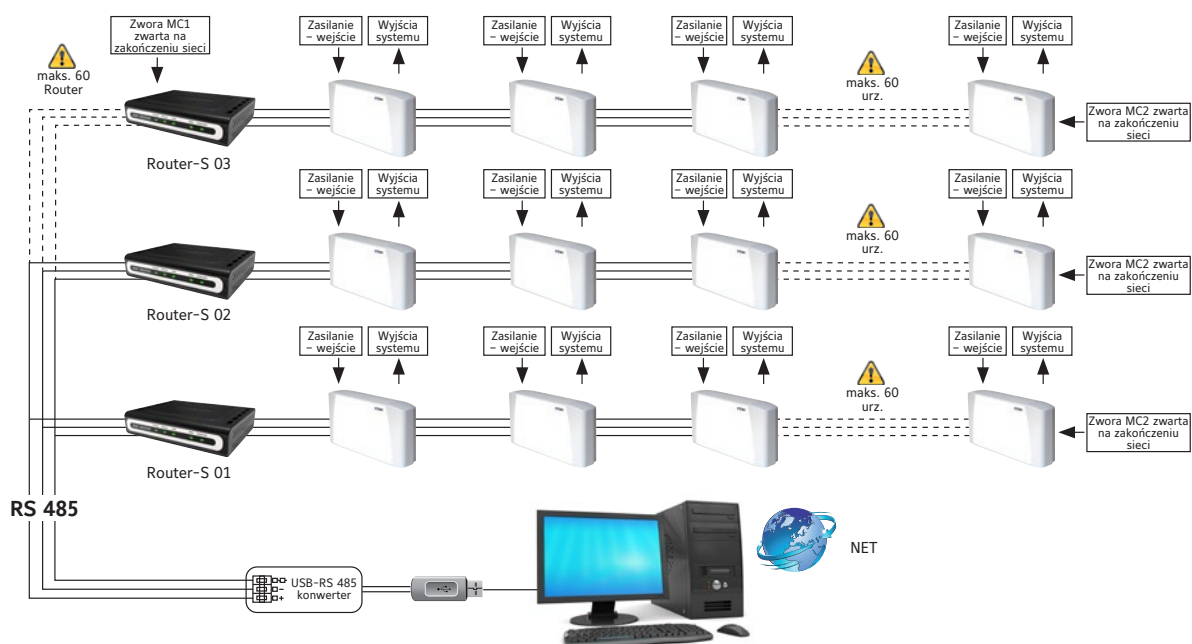 Zwora MC1
zwarta na
zakończeniu sieci
Zasilanie
– wejście
Wyjścia
systemu
Zasilanie
– wejście
Wyjścia
systemu
Zasilanie
– wejście
Wyjścia
systemu
Zasilanie
– wejście
Wyjścia
systemu
maks. 60
Router
maks. 60
urz.
Zwora MC2 zwarta
na zakończeniu
sieci
Router-S 03
Zasilanie
– wejście
Wyjścia
systemu
Zasilanie
– wejście
Wyjścia
systemu
Zasilanie
– wejście
Wyjścia
systemu
Zasilanie
– wejście
Wyjścia
systemu
maks. 60
urz.
Zwora MC2 zwarta
na zakończeniu
sieci
Router-S 02
Zasilanie
– wejście
Wyjścia
systemu
Zasilanie
– wejście
Wyjścia
systemu
Zasilanie
– wejście
Wyjścia
systemu
Zasilanie
– wejście
Wyjścia
systemu
maks. 60
urz.
Zwora MC2 zwarta
na zakończeniu
sieci
Router-S 01
RS 485
NET
USB-RS 485
konwerter
–
+